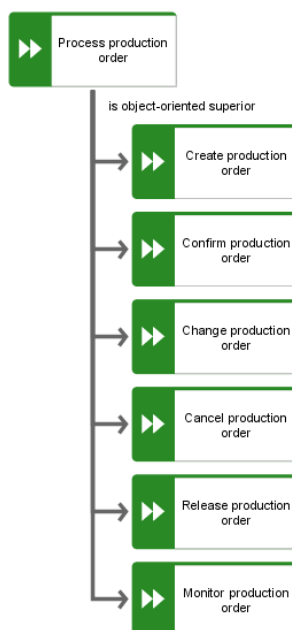 Process production
order
is object-oriented superior
Create production
order
Confirm production
order
Change production
order
Cancel production
order
Release production
order
Monitor production
order